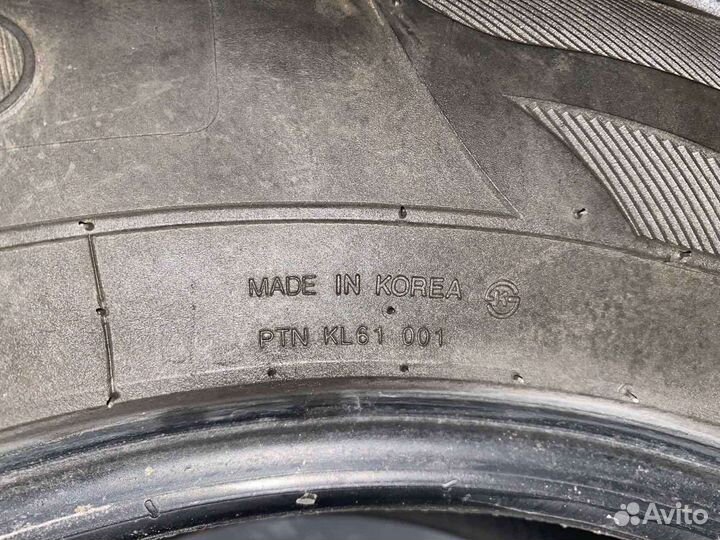 MADE IN KOREA
PTN KL61 001
Avito